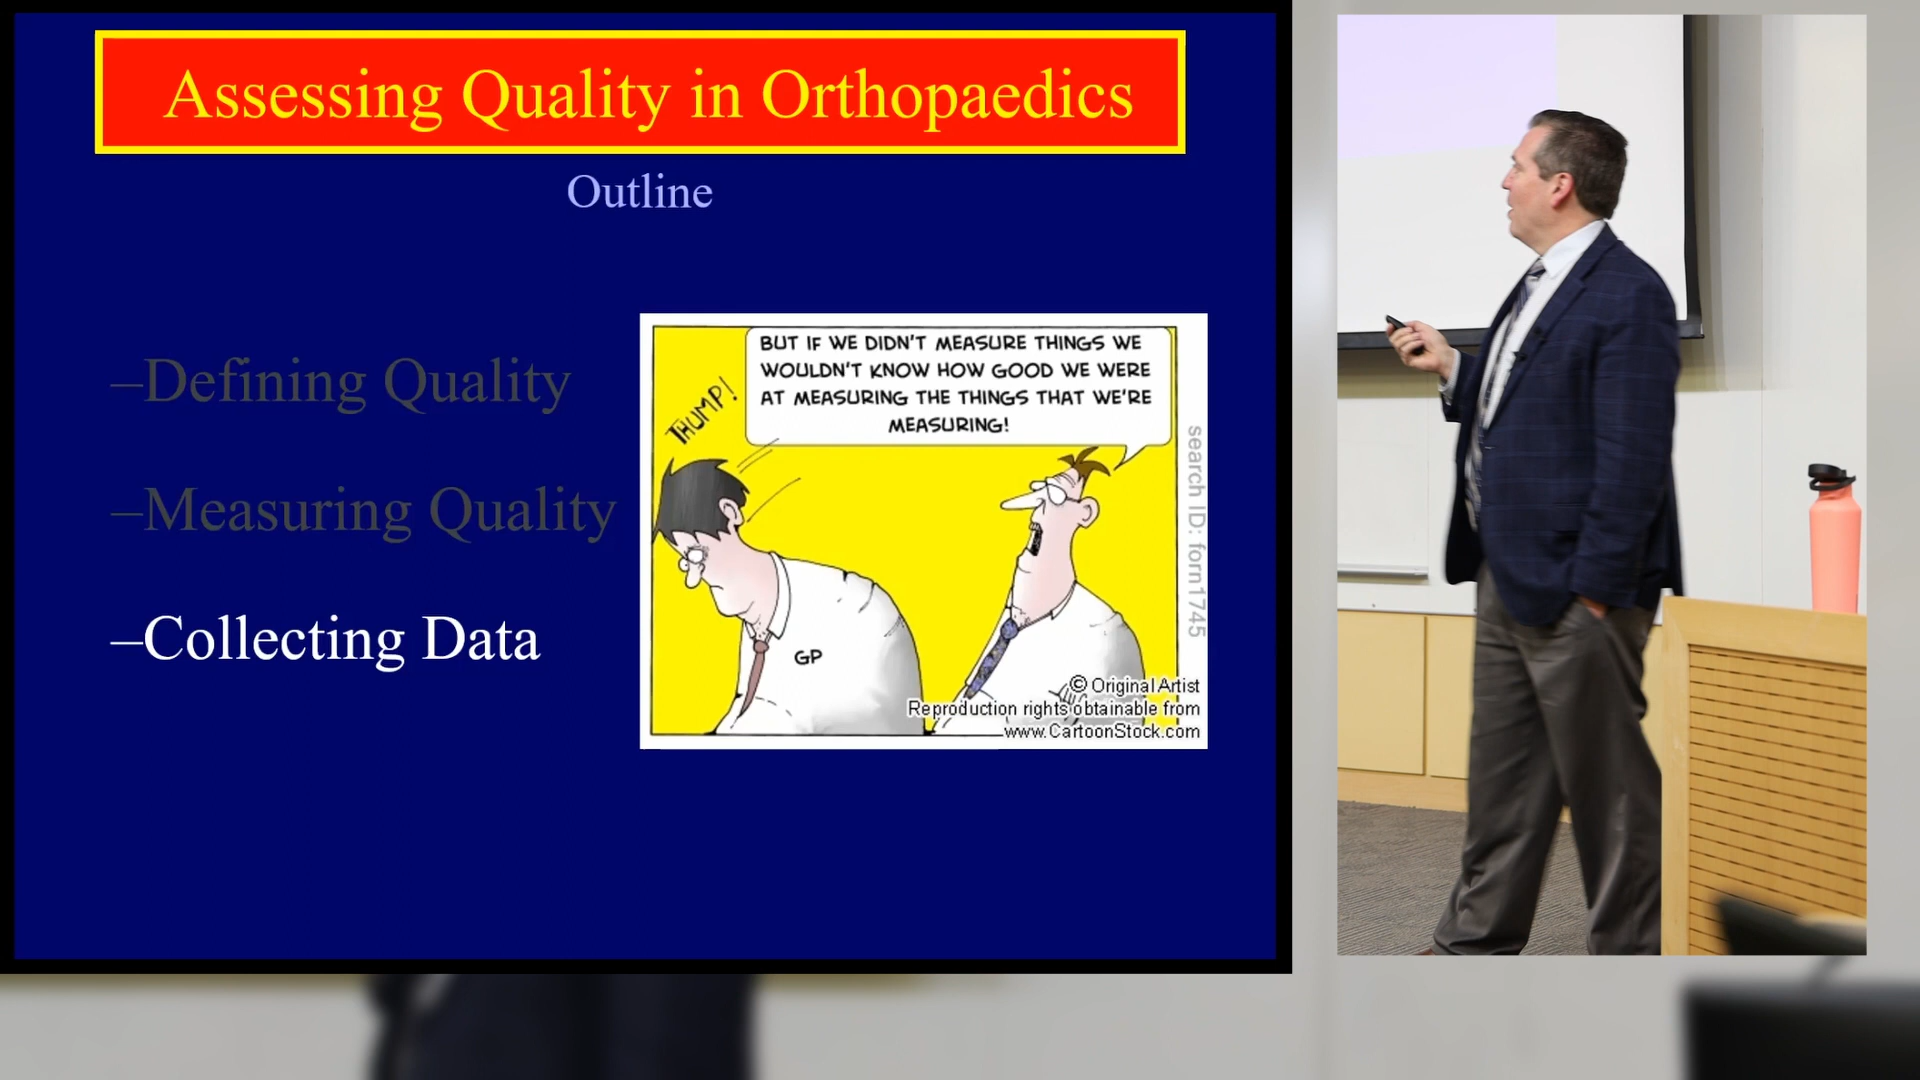 Assessing Quality in Orthopaedics
Outline
–Defining Quality
–Measuring Quality
–Collecting Data
THUMP!
BUT IF WE DIDN'T MEASURE THINGS WE
WOULDN'T KNOW HOW GOOD WE WERE
AT MEASURING THE THINGS THAT WE'RE
MEASURING!
GP
search ID: forn1745
© Original Artist
Reproduction rights obtainable from
www.CartoonStock.com